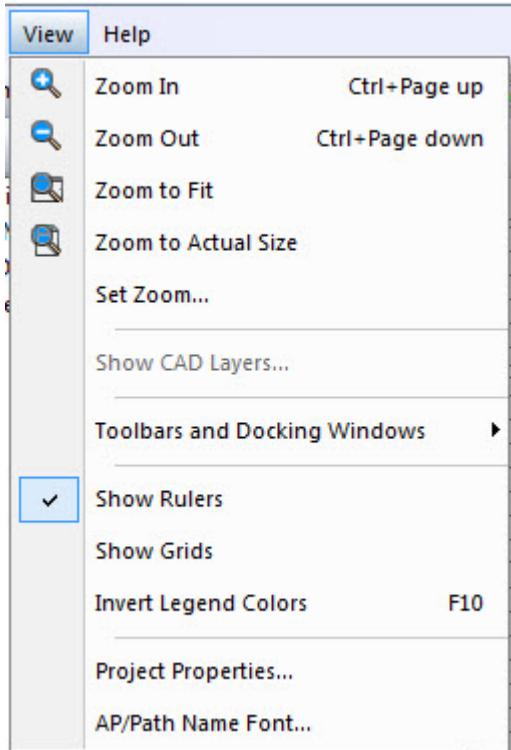 View Help
Zoom In Ctrl+Page up
Zoom Out Ctrl+Page down
Zoom to Fit
Zoom to Actual Size
Set Zoom...
Show CAD Layers...
Toolbars and Docking Windows
Show Rulers
Show Grids
Invert Legend Colors F10
Project Properties...
AP/Path Name Font...